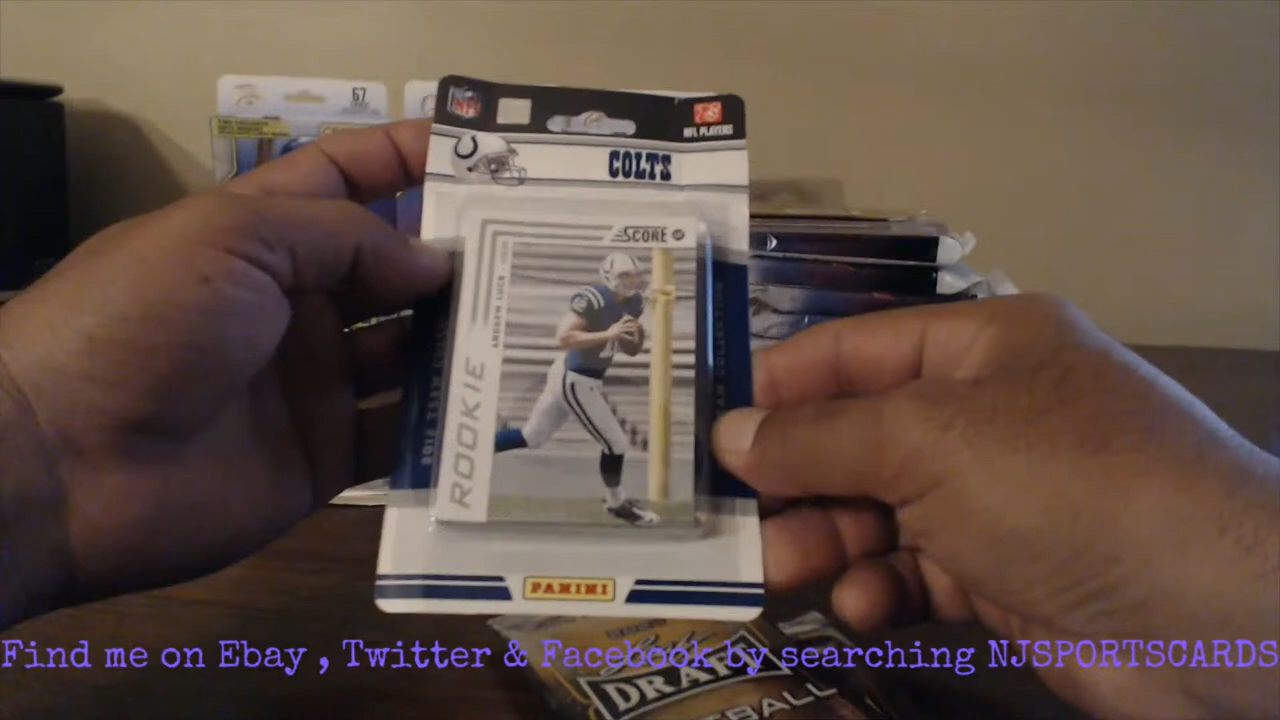 67
NFL
NFL PLAYERS
COLTS
SCORE
ANDREW LUCK
ROOKIE
2012 TEAM COLLECTION
TEAM COLLECTION
PANINI
DRAFT
Find me on Ebay , Twitter & Facebook by searching NJSPORTSCARDS